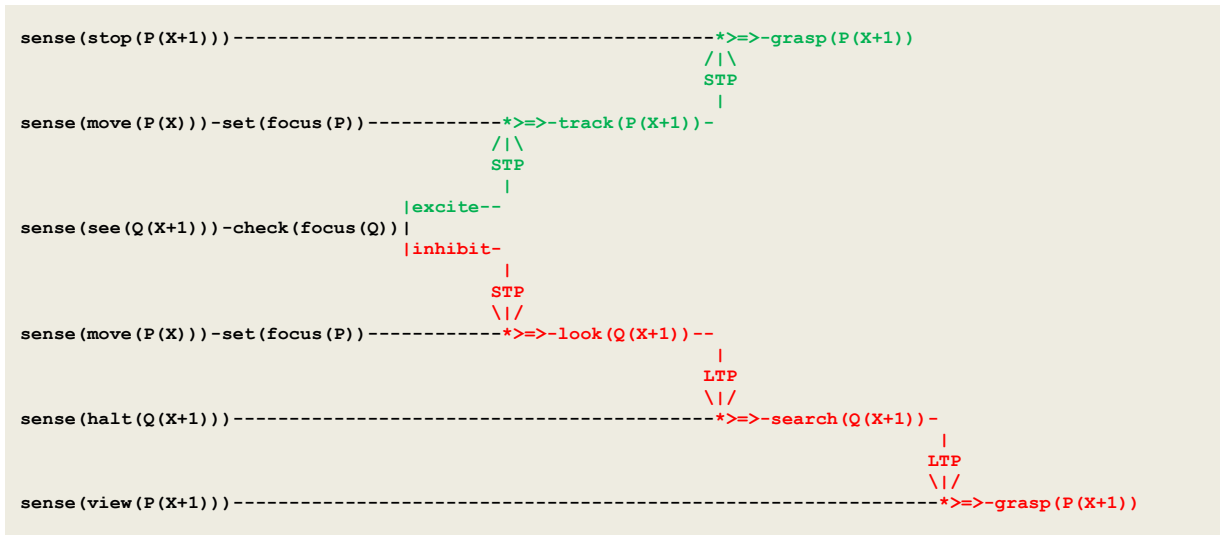 sense(stop(P(X+1)))-----------------------------------------*>=>-grasp(P(X+1))
/|\
STP
|
sense(move(P(X)))-set(focus(P))------------*>=>-track(P(X+1))-
/|\
STP
|
|excite--
sense(see(Q(X+1)))-check(focus(Q))|
|inhibit-
|
STP
\|/
sense(move(P(X)))-set(focus(P)------------*>=>-look(Q(X+1))--
|
LTP
\|/
sense(halt(Q(X+1)))-----------------------------------------*>=>-search(Q(X+1))-
|
LTP
\|/
sense(view(P(X+1)))------------------------------------------------------------*>=>-grasp(P(X+1))